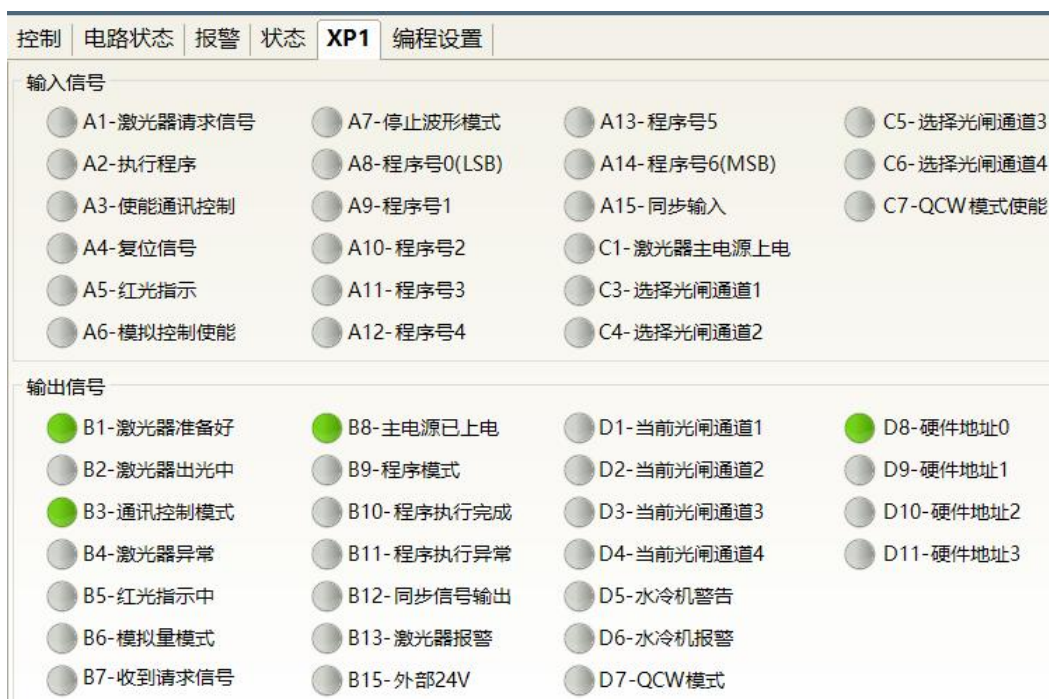 控制 电路状态 报警 状态 XP1 编程设置
输入信号
A1-激光器请求信号 A7-停止波形模式 A13-程序号5 C5-选择光闸通道3
A2-执行程序 A8-程序号0(LSB) A14-程序号6(MSB) C6-选择光闸通道4
A3-使能通讯控制 A9-程序号1 A15-同步输入 C7-QCW模式使能
A4-复位信号 A10-程序号2 C1-激光器主电源上电
A5-红光指示 A11-程序号3 C3-选择光闸通道1
A6-模拟控制使能 A12-程序号4 C4-选择光闸通道2
输出信号
B1-激光器准备好 B8-主电源已上电 D1-当前光闸通道1 D8-硬件地址0
B2-激光器出光中 B9-程序模式 D2-当前光闸通道2 D9-硬件地址1
B3-通讯控制模式 B10-程序执行完成 D3-当前光闸通道3 D10-硬件地址2
B4-激光器异常 B11-程序执行异常 D4-当前光闸通道4 D11-硬件地址3
B5-红光指示中 B12-同步信号输出 D5-水冷机警告
B6-模拟量模式 B13-激光器报警 D6-水冷机报警
B7-收到请求信号 B15-外部24V D7-QCW模式